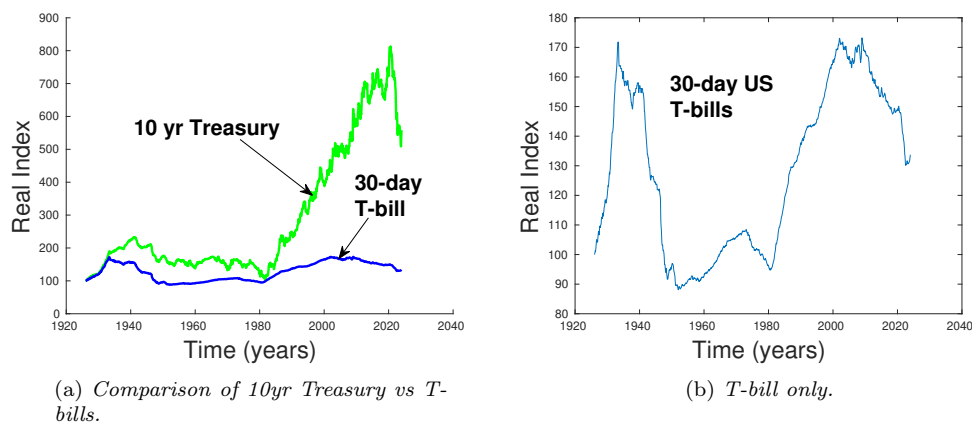 900
800
700
600
500
400
300
200
100
0
Real Index
10 yr Treasury
30-day
T-bill
1920
1940
1960
1980
2000
2020
2040
Time (years)
(a) Comparison of 10yr Treasury vs T-
bills.
180
170
160
150
140
130
120
110
100
90
80
Real Index
30-day US
T-bills
1920
1940
1960
1980
2000
2020
2040
Time (years)
(b) T-bill only.